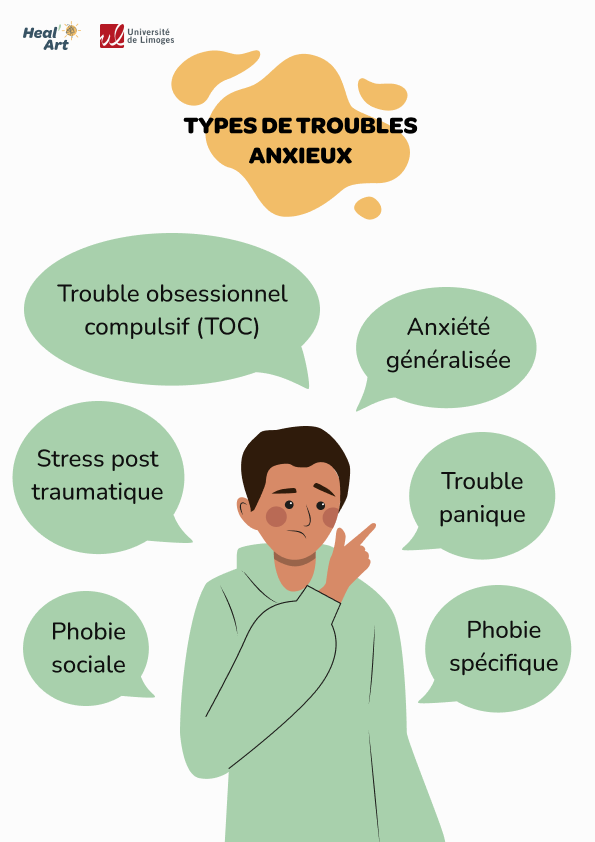 Heal
Art
Université
de Limoges
TYPES DE TROUBLES
ANXIEUX
Trouble obsessionnel
compulsif (TOC)
Anxiété
généralisée
Stress post
traumatique
Trouble
panique
Phobie
sociale
Phobie
spécifique